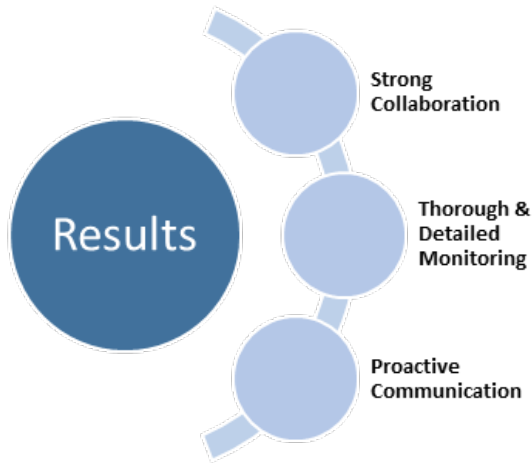 Results
Strong
Collaboration
Thorough &
Detailed
Monitoring
Proactive
Communication